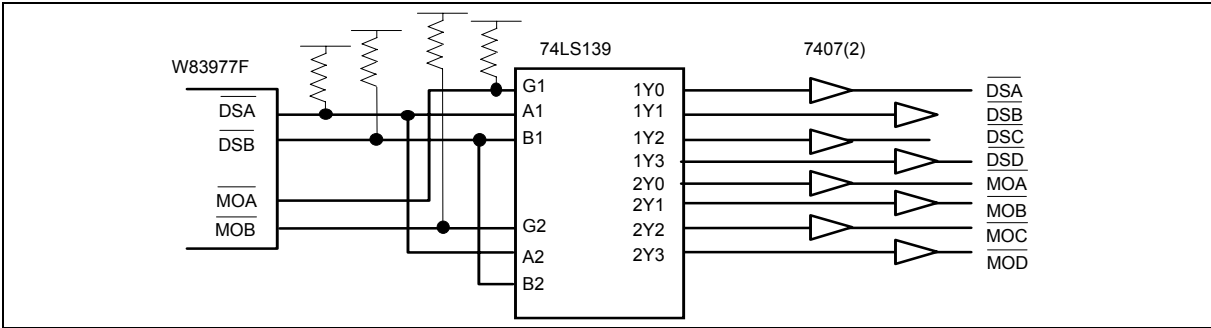 W83977F
74LS139
7407(2)
DSA
DSB
MOA
MOB
G1
A1
B1
G2
A2
B2
1Y0
1Y1
1Y2
1Y3
2Y0
2Y1
2Y2
2Y3
DSA
DSB
DSC
DSD
MOA
MOB
MOC
MOD